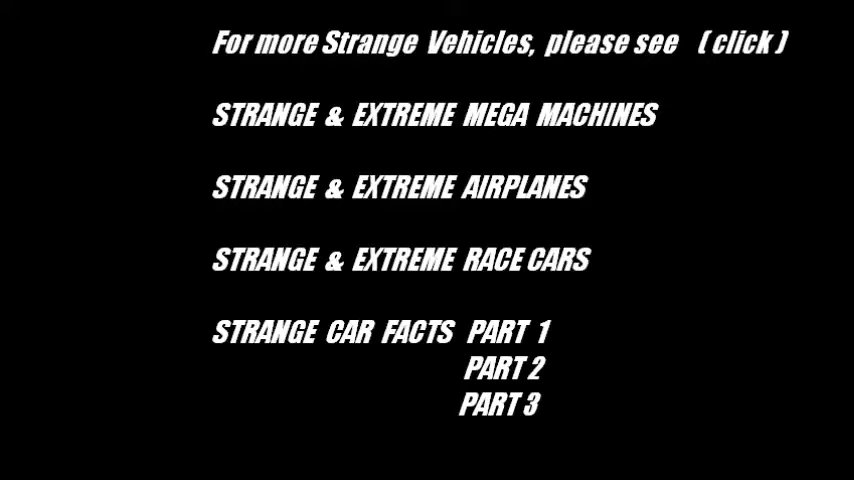 For more Strange Vehicles, please see ( click )
STRANGE & EXTREME MEGA MACHINES
STRANGE & EXTREME AIRPLANES
STRANGE & EXTREME RACE CARS
STRANGE CAR FACTS PART 1
PART 2
PART 3